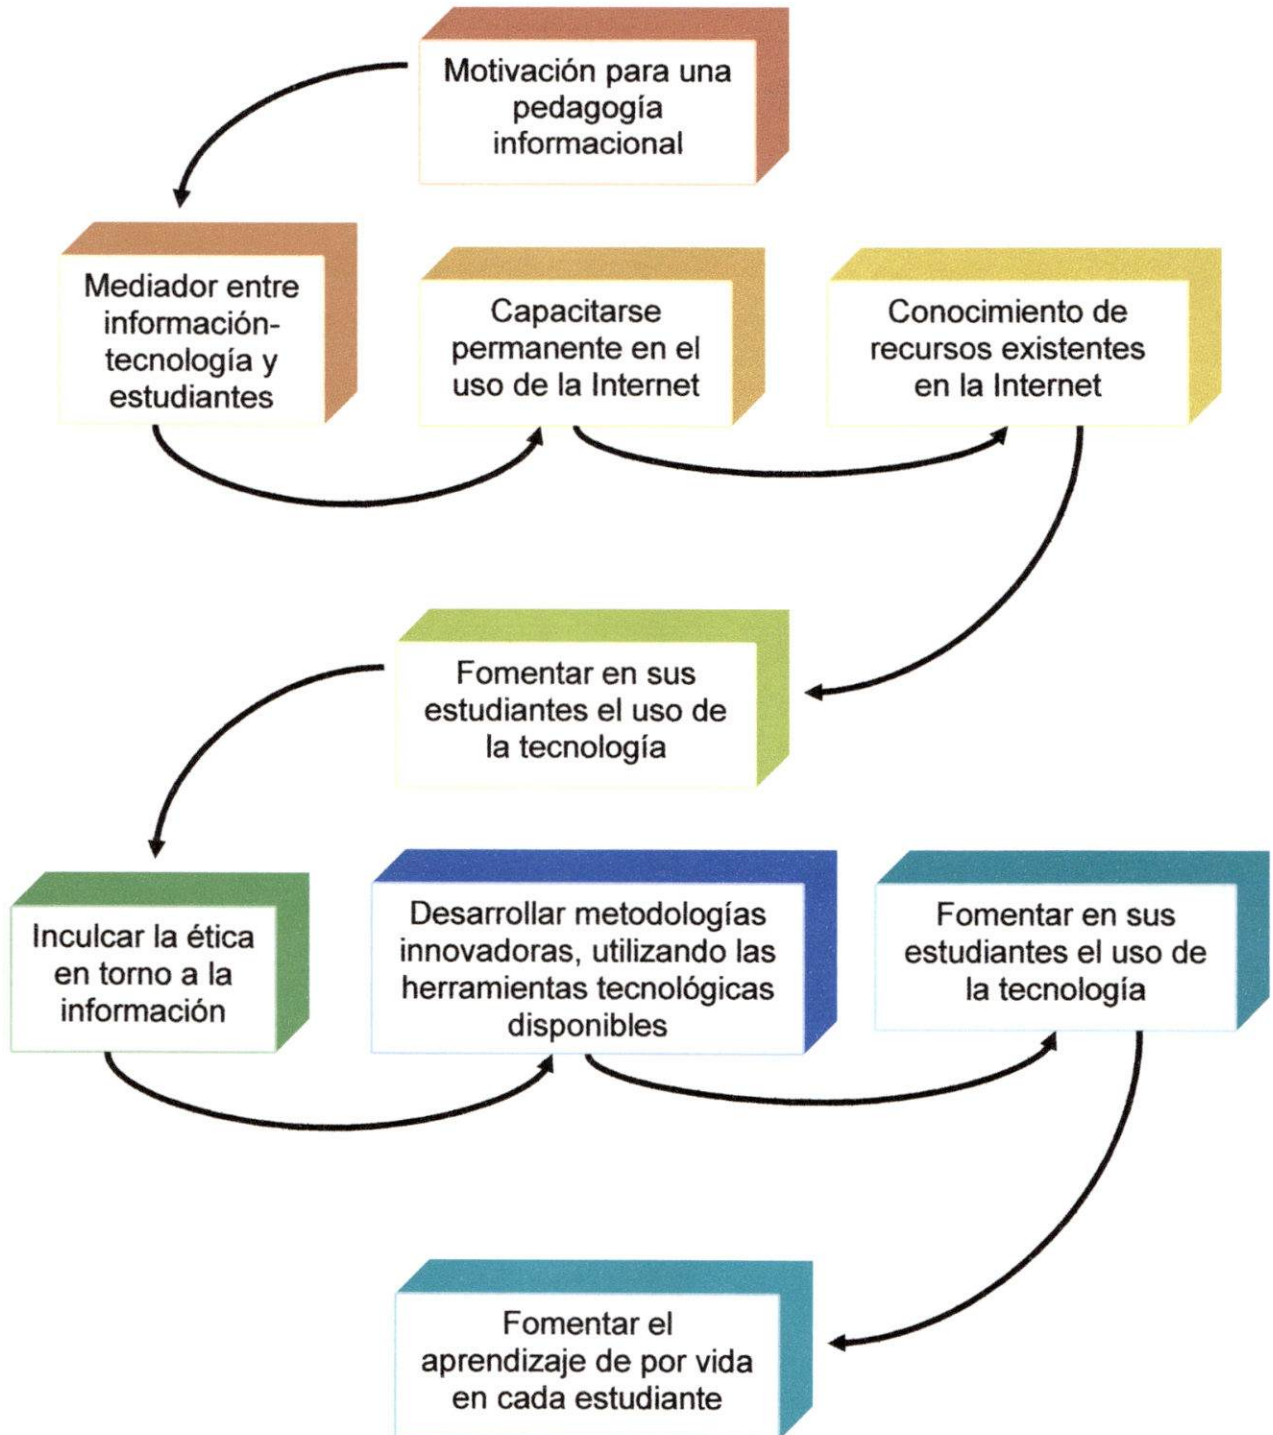 Motivación para una
pedagogía
informacional
Mediador entre
información-
tecnología y
estudiantes
Capacitarse
permanente en el
uso de la Internet
Conocimiento de
recursos existentes
en la Internet
Fomentar en sus
estudiantes el uso de
la tecnología
Inculcar la ética
en torno a la
información
Desarrollar metodologías
innovadoras, utilizando las
herramientas tecnológicas
disponibles
Fomentar en sus
estudiantes el uso de
la tecnología
Fomentar el
aprendizaje de por vida
en cada estudiante